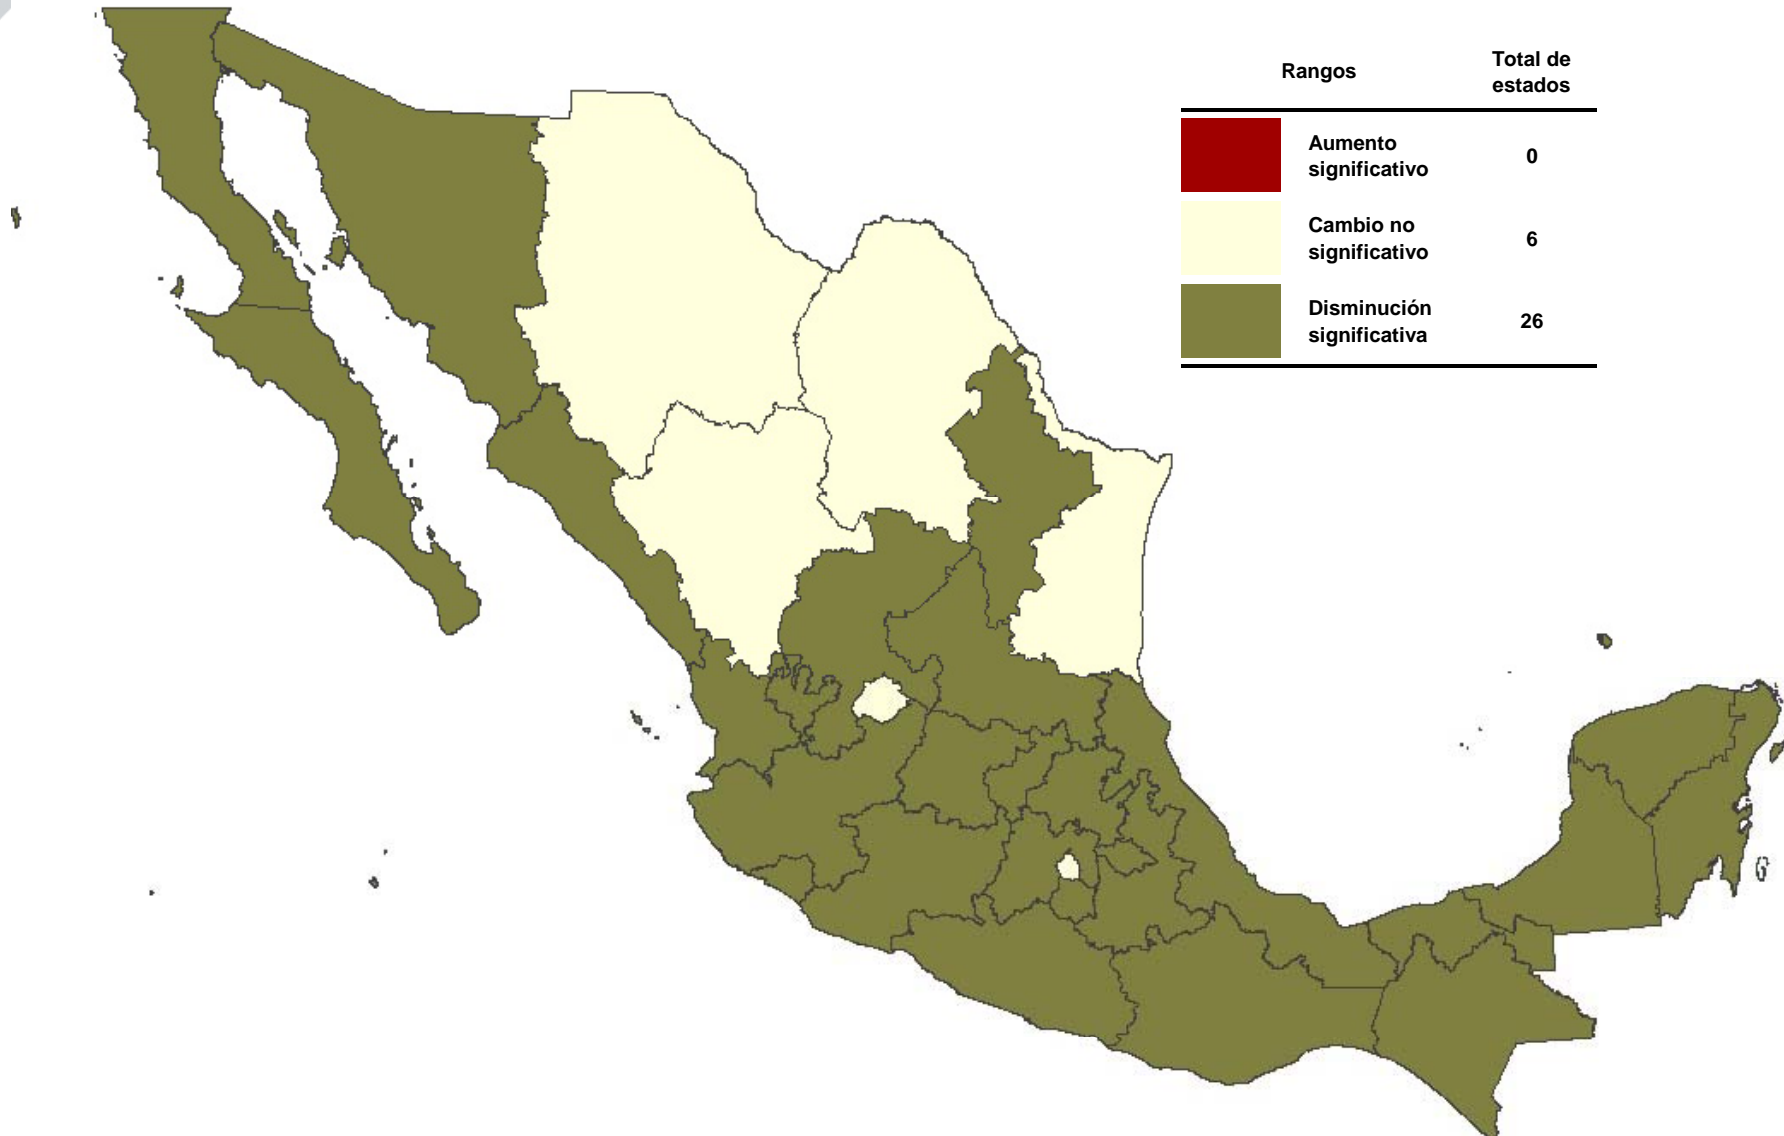 Rangos
Total de
estados
Aumento
significativo
0
Cambio no
significativo
6
Disminución
significativa
26